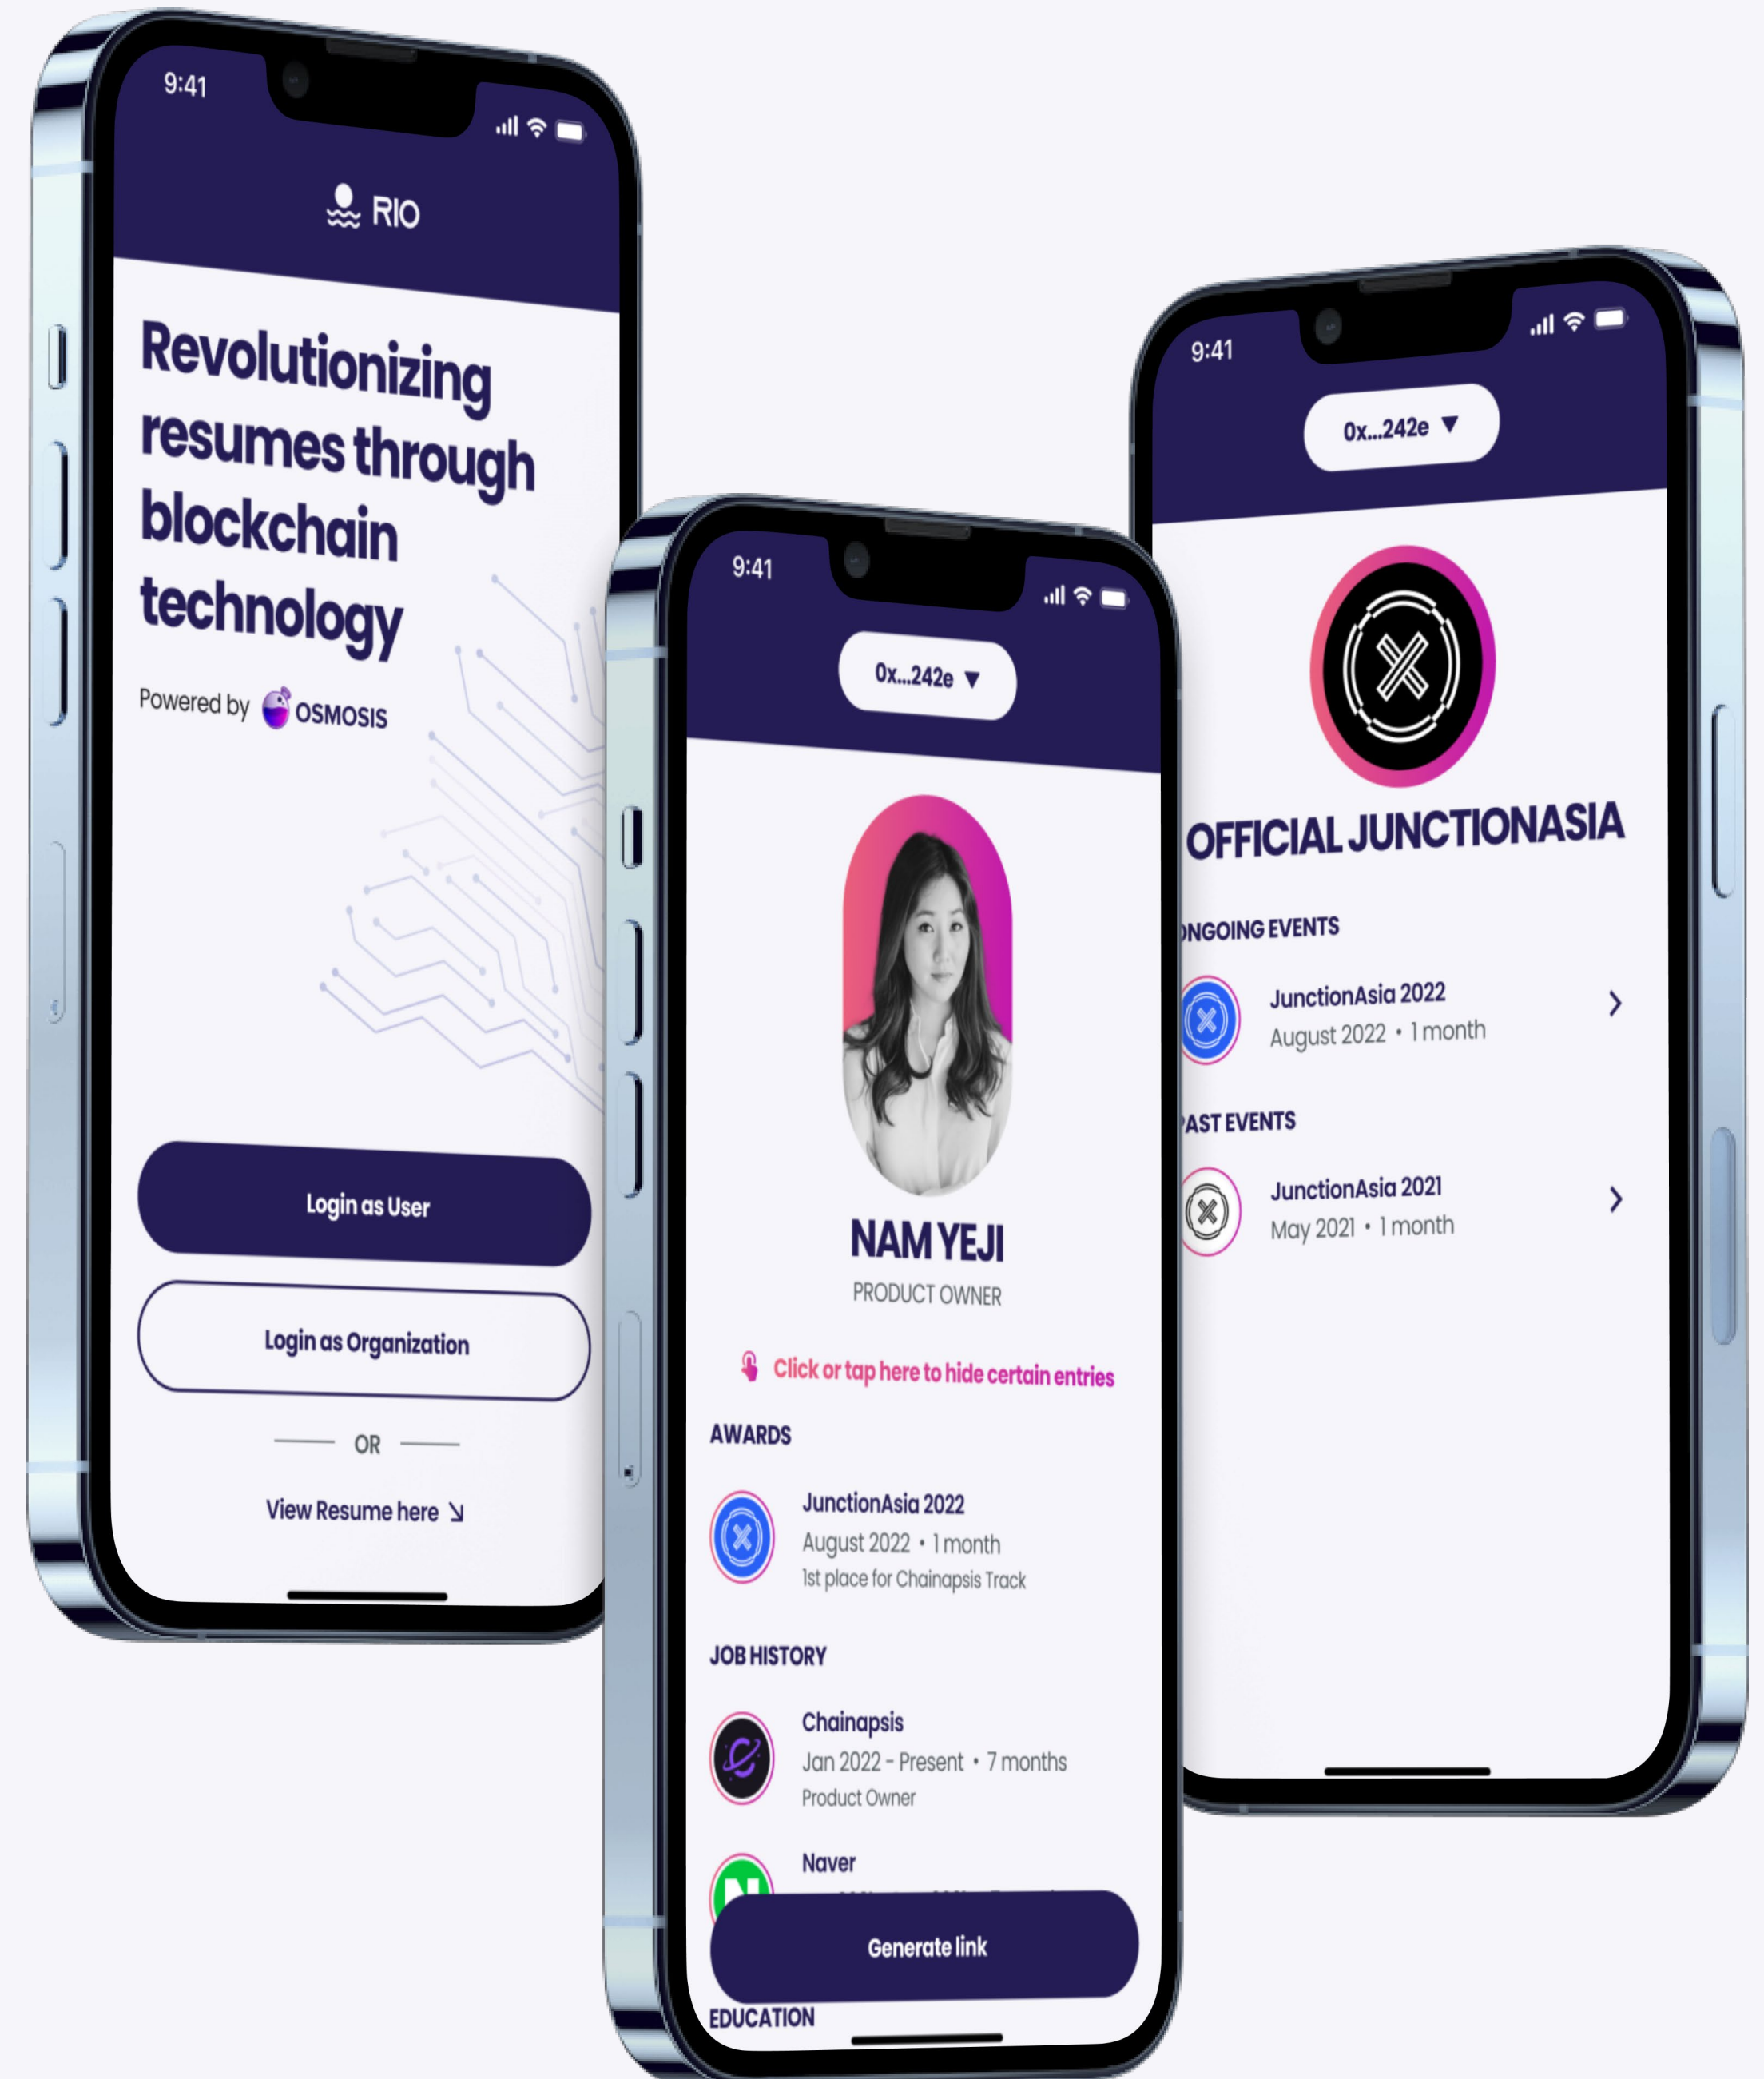 9:41
RIO
Revolutionizing
resumes through
blockchain
technology
Powered by OSMOSIS
Login as User
Login as Organization
OR
View Resume here
9:41
0x...242e
NAM YEJI
PRODUCT OWNER
Click or tap here to hide certain entries
AWARDS
JunctionAsia 2022
August 2022 • 1 month
1st place for Chainapsis Track
JOB HISTORY
Chainapsis
Jan 2022 - Present • 7 months
Product Owner
Naver
Generate link
EDUCATION
9:41
0x...242e
OFFICIAL JUNCTIONASIA
ONGOING EVENTS
JunctionAsia 2022
August 2022 • 1 month
PAST EVENTS
JunctionAsia 2021
May 2021 • 1 month